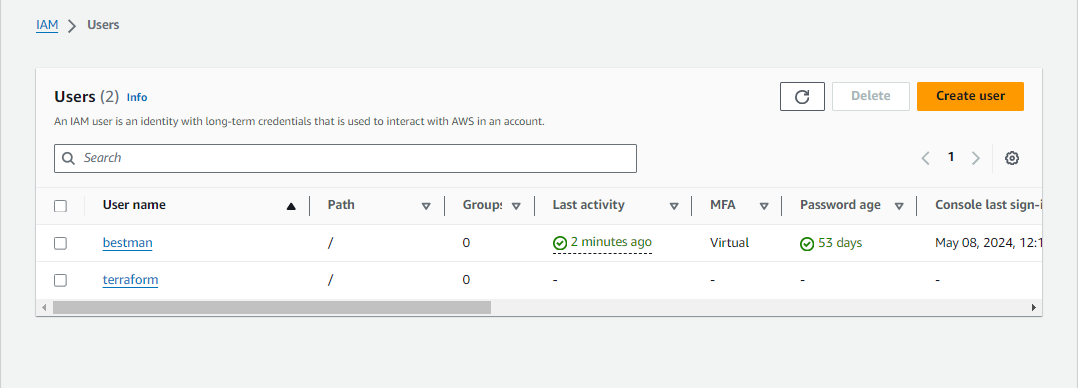 IAM > Users
Users (2) Info
Delete
Create user
An IAM user is an identity with long-term credentials that is used to interact with AWS in an account.
Search
1
User name Path Groups Last activity MFA Password age Console last sign-i
bestman / 0 2 minutes ago Virtual 53 days May 08, 2024, 12:1
terraform / 0 - - - -